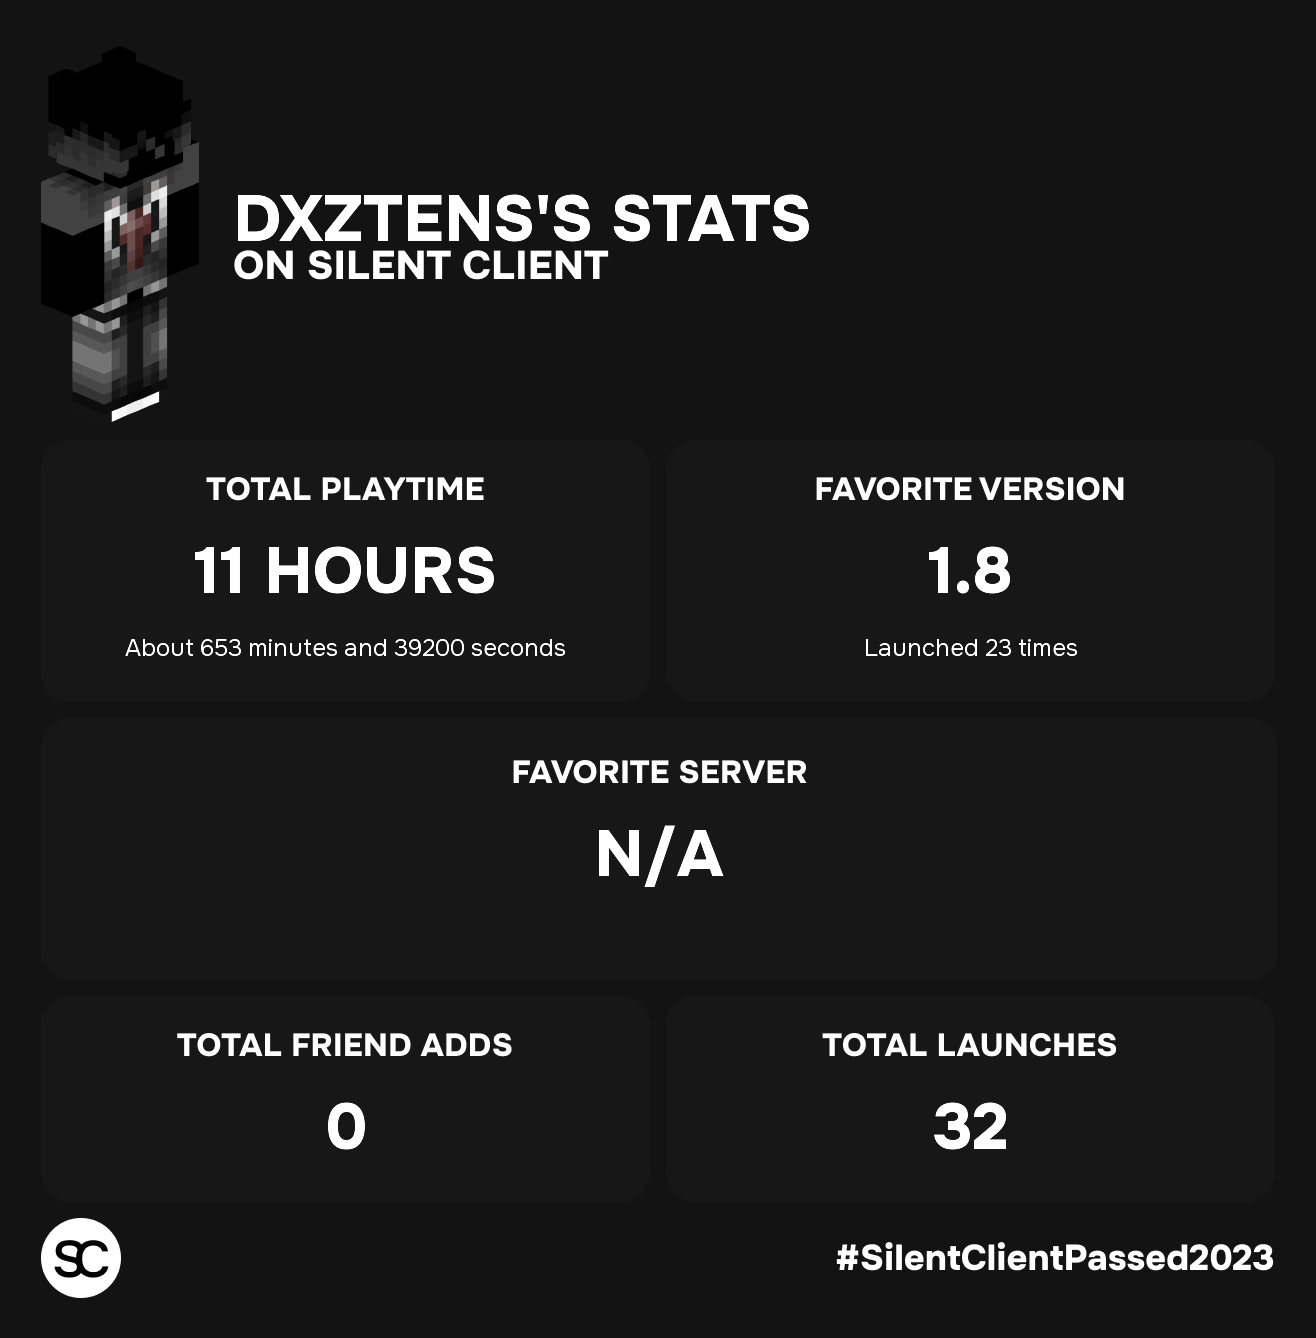 DXZTENS'S STATS
ON SILENT CLIENT
TOTAL PLAYTIME
11 HOURS
About 653 minutes and 39200 seconds
FAVORITE VERSION
1.8
Launched 23 times
FAVORITE SERVER
N/A
TOTAL FRIEND ADDS
0
TOTAL LAUNCHES
32
SC
#SilentClientPassed2023